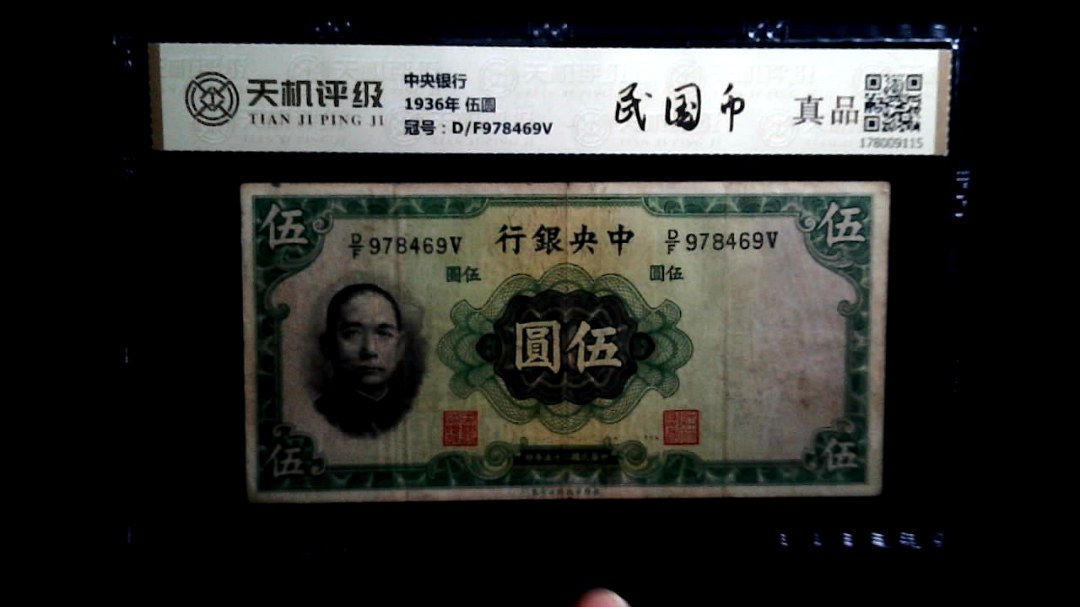 天机评级
TIAN JI PING JI
中央银行
1936年 伍圆
冠号：D/F978469V
民国币
真品
178009115
伍
伍
D/F 978469V
行銀央中
D/F 978469V
圓伍
圓伍
圓伍
伍
伍